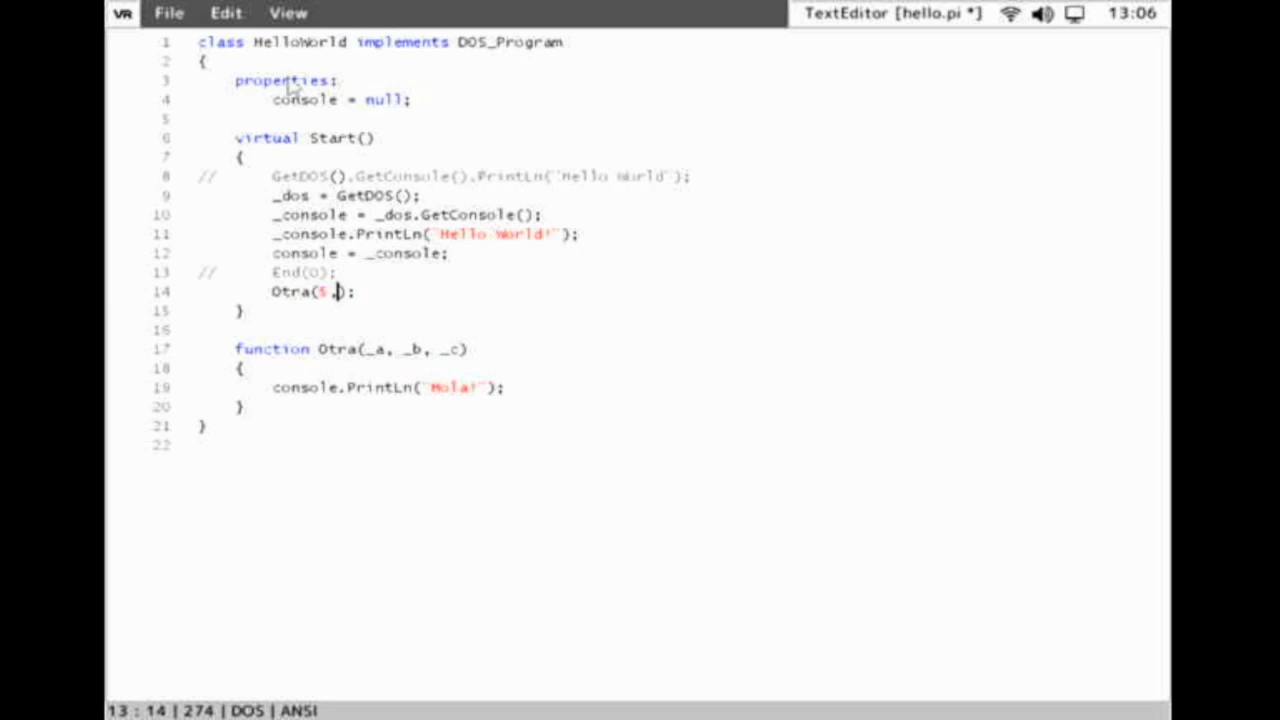 VR File Edit View TextEditor [hello.pi *] 13:06
1 class HelloWorld implements DOS_Program
2 {
3 properties:
4 console = null;
5
6 virtual Start()
7 {
8 // GetDOS().GetConsole().PrintLn("Hello World");
9 _dos = GetDOS();
10 _console = _dos.GetConsole();
11 _console.PrintLn("Hello World!");
12 console = _console;
13 // End(0);
14 Otra(5,);
15 }
16
17 function Otra(_a, _b, _c)
18 {
19 console.PrintLn("Hola!");
20 }
21 }
22
13 : 14 | 274 | DOS | ANSI